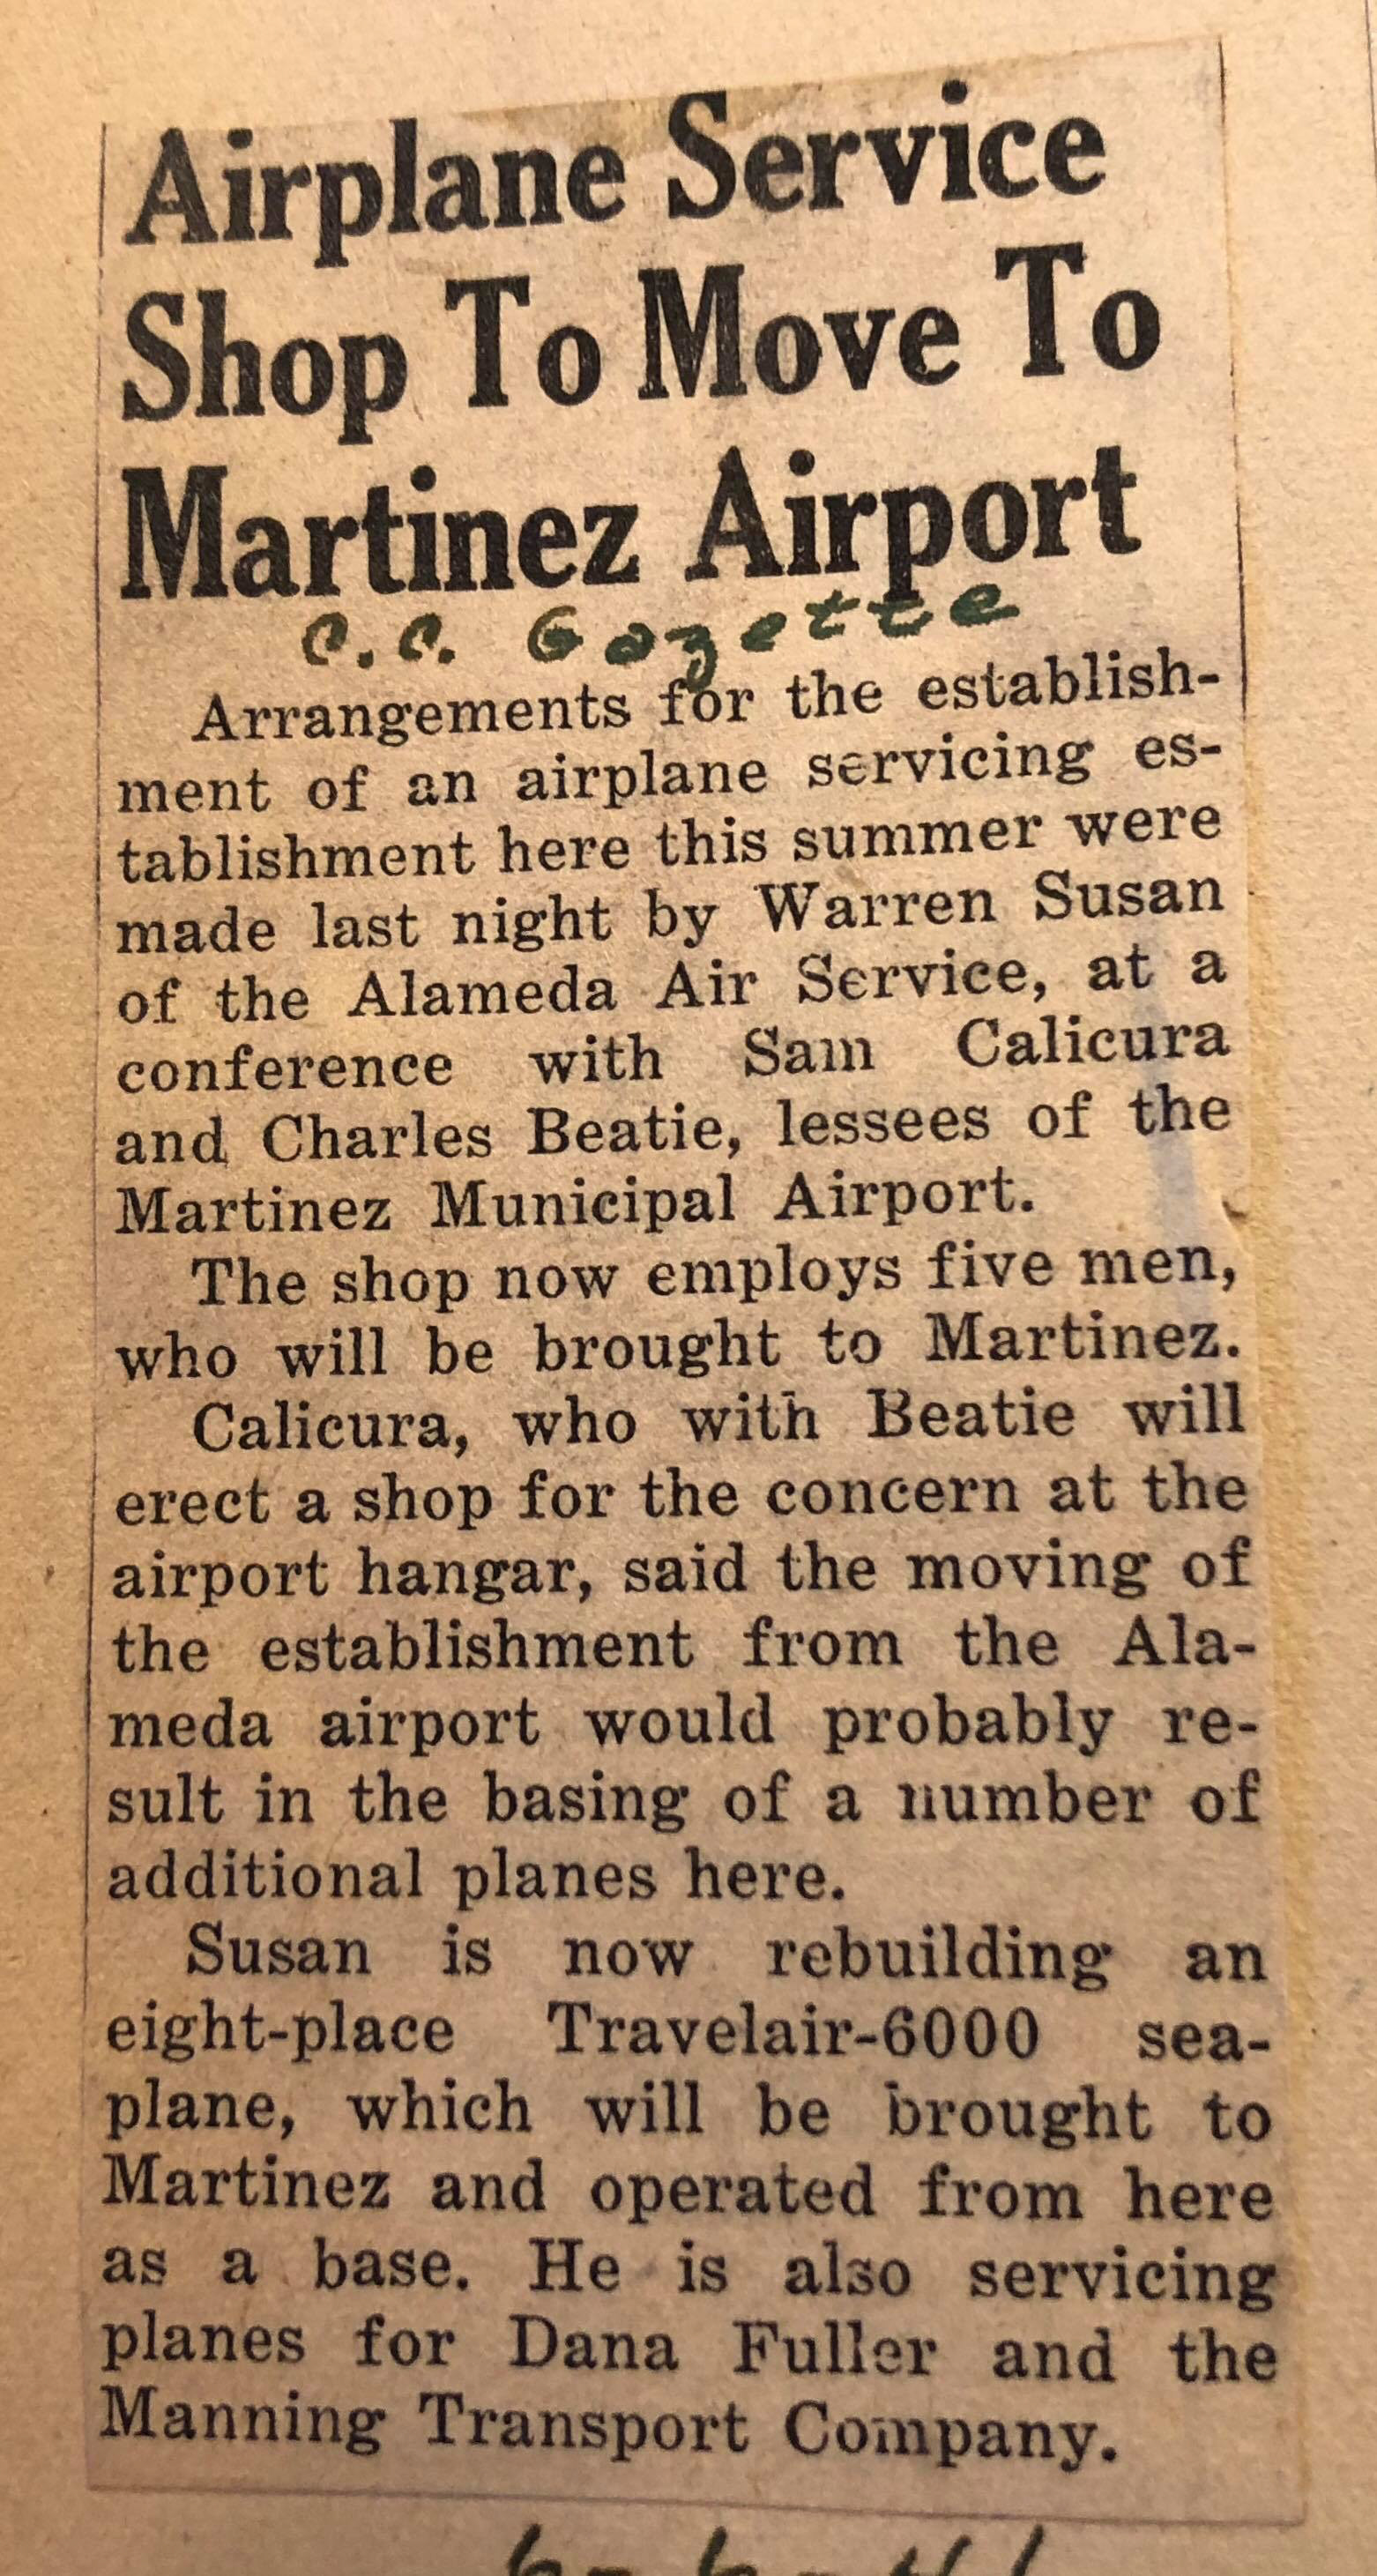 Airplane Service
Shop To Move To
Martinez Airport
C.C. Gazette
Arrangements for the establish-
ment of an airplane servicing es-
tablishment here this summer were
made last night by Warren Susan
of the Alameda Air Service, at a
conference with Sam Calicura
and Charles Beatie, lessees of the
Martinez Municipal Airport.
The shop now employs five men,
who will be brought to Martinez.
Calicura, who with Beatie will
erect a shop for the concern at the
airport hangar, said the moving of
the establishment from the Ala-
meda airport would probably re-
sult in the basing of a number of
additional planes here.
Susan is now rebuilding an
eight-place Travelair-6000 sea-
plane, which will be brought to
Martinez and operated from here
as a base. He is also servicing
planes for Dana Fuller and the
Manning Transport Company.